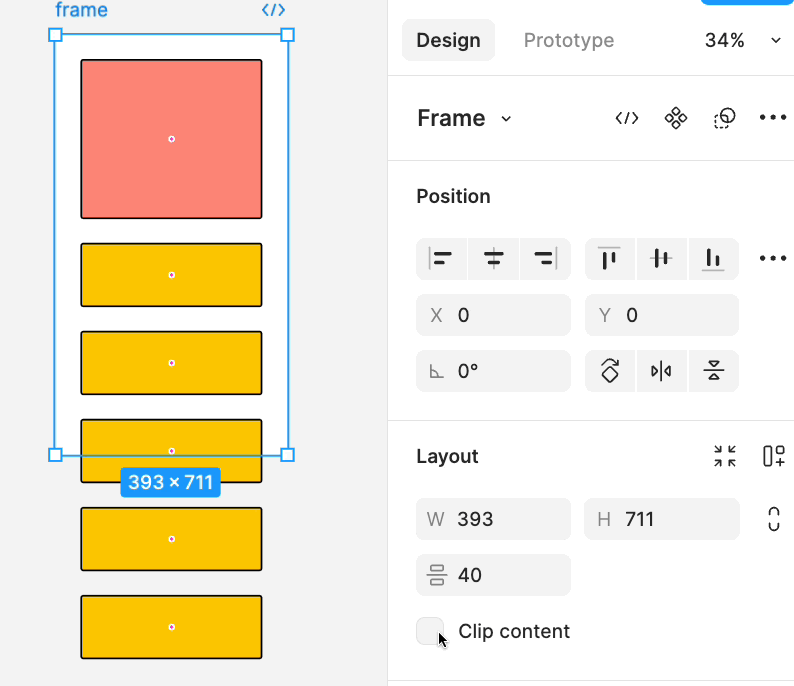 frame
393 × 711
Design Prototype 34%
Frame
Position
X 0 Y 0
0°
Layout
W 393 H 711
40
Clip content